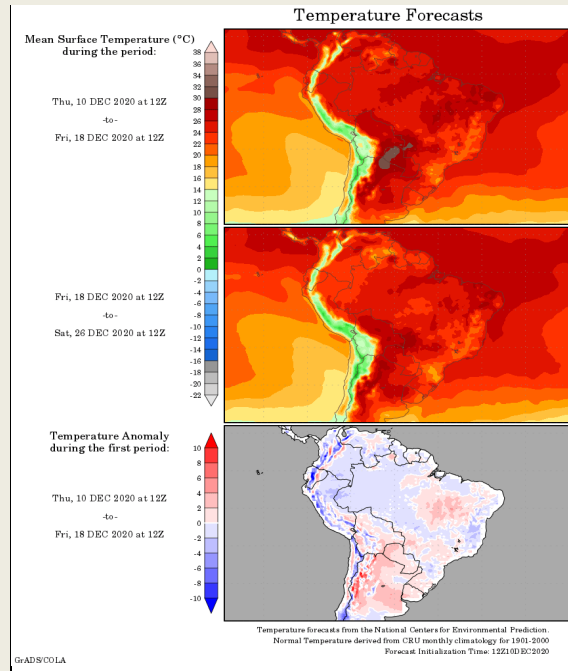 Temperature Forecasts
Mean Surface Temperature (°C)
during the period:
Thu, 10 DEC 2020 at 12Z
-to-
Fri, 18 DEC 2020 at 12Z
38
36
34
32
30
28
26
24
22
20
18
16
14
12
10
8
6
4
2
0
-2
-4
-6
-8
-10
-12
-14
-16
-18
-20
-22
Fri, 18 DEC 2020 at 12Z
-to-
Sat, 26 DEC 2020 at 12Z
Temperature Anomaly
during the first period:
Thu, 10 DEC 2020 at 12Z
-to-
Fri, 18 DEC 2020 at 12Z
10
8
6
4
2
0
-2
-4
-6
-8
-10
Temperature forecasts from the National Centers for Environmental Prediction.
Normal Temperature derived from CRU monthly climatology for 1901-2000
Forecast Initialization Time: 12Z10DEC2020
GrADS/COLA